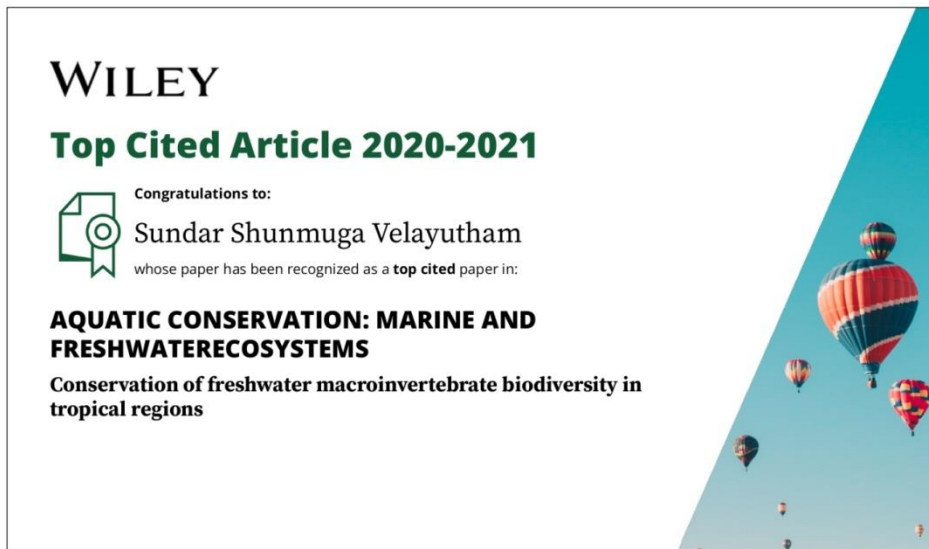 WILEY
Top Cited Article 2020-2021
Congratulations to:
Sundar Shunmuga Velayutham
whose paper has been recognized as a top cited paper in:
AQUATIC CONSERVATION: MARINE AND
FRESHWATERECOSYSTEMS
Conservation of freshwater macroinvertebrate biodiversity in
tropical regions